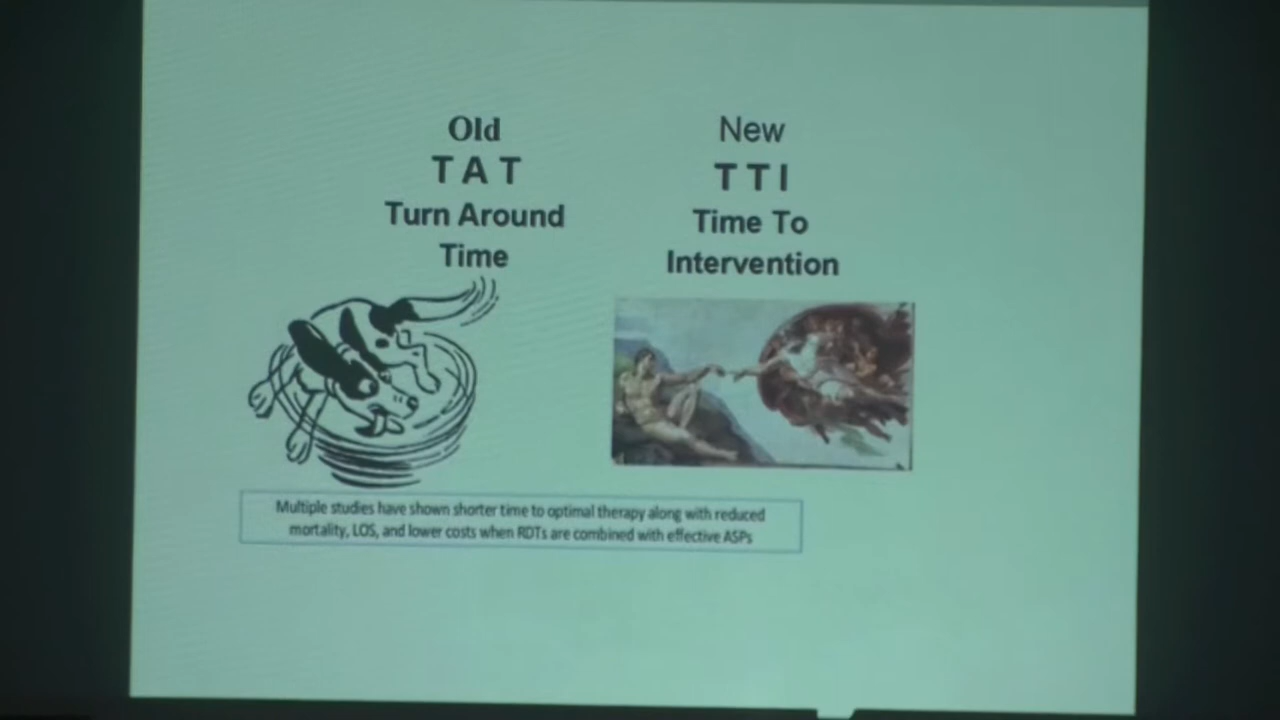 Old
T A T
Turn Around
Time
New
T T I
Time To
Intervention
Multiple studies have shown shorter time to optimal therapy along with reduced
mortality, LOS, and lower costs when RDTs are combined with effective ASPs